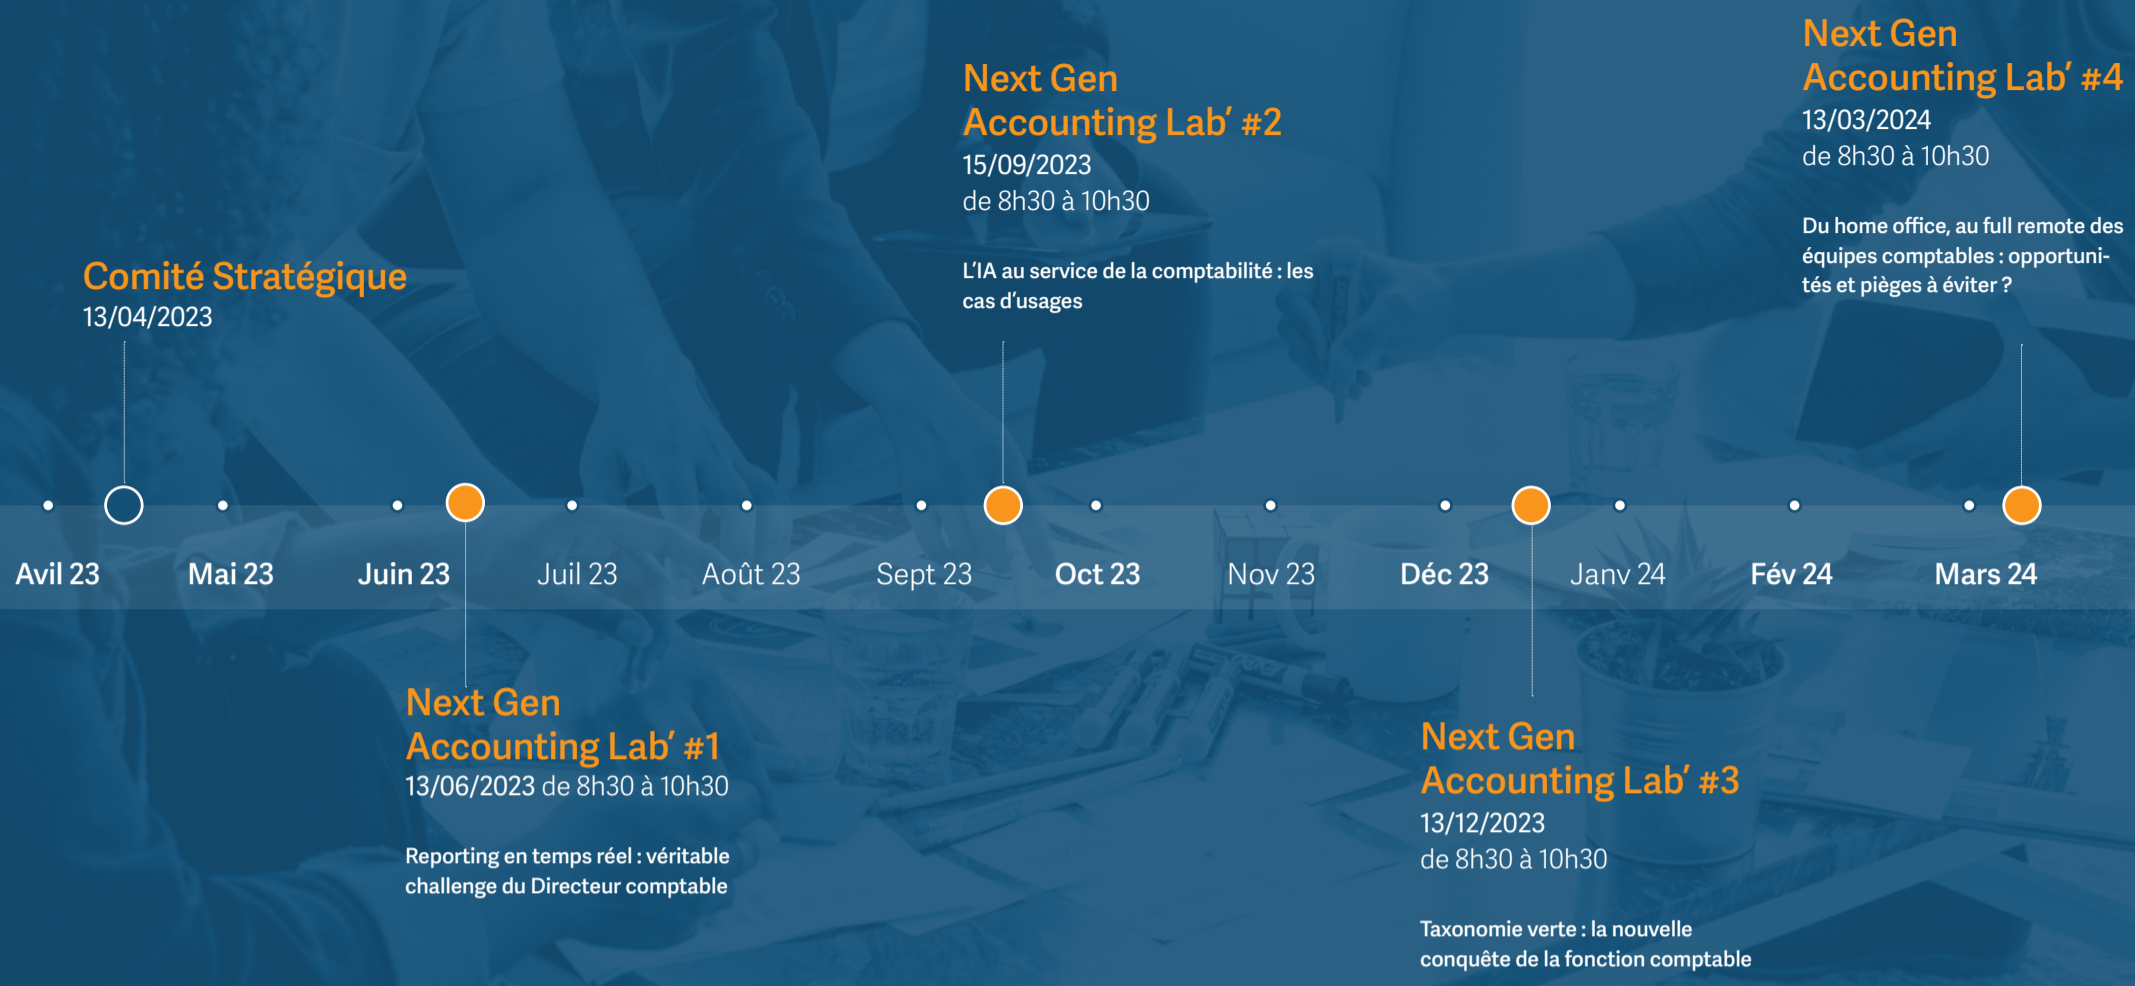 Next Gen
Accounting Lab’ #4
13/03/2024
de 8h30 à 10h30
Du home office, au full remote des
équipes comptables : opportuni-
tés et pièges à éviter ?
Next Gen
Accounting Lab’ #2
15/09/2023
de 8h30 à 10h30
L’IA au service de la comptabilité : les
cas d’usages
Comité Stratégique
13/04/2023
Avil 23
Mai 23
Juin 23
Juil 23
Août 23
Sept 23
Oct 23
Nov 23
Déc 23
Janv 24
Fév 24
Mars 24
Next Gen
Accounting Lab’ #1
13/06/2023 de 8h30 à 10h30
Reporting en temps réel : véritable
challenge du Directeur comptable
Next Gen
Accounting Lab’ #3
13/12/2023
de 8h30 à 10h30
Taxonomie verte : la nouvelle
conquête de la fonction comptable